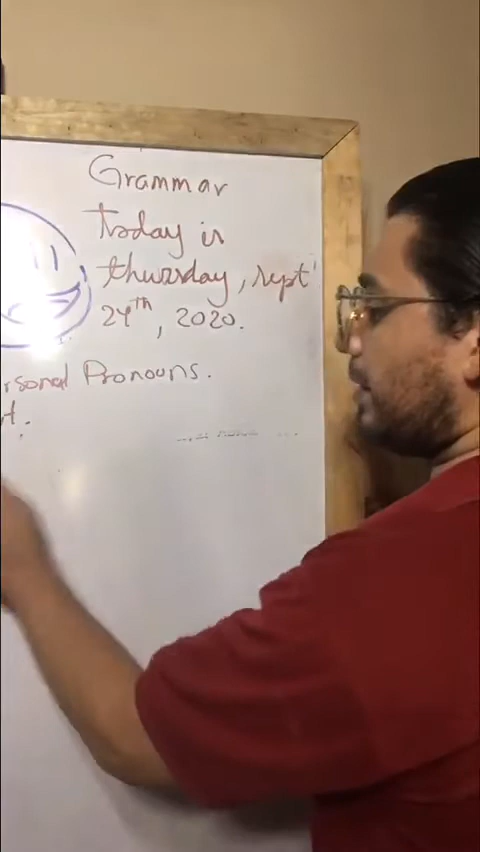 Grammar
today is
thursday, sept
24th, 2020.
rsonal Pronouns.
t.